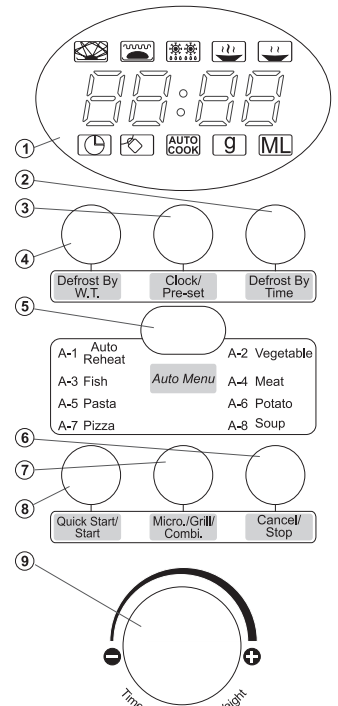 88:88
AUTO
COOK
g
ML
1
2
3
4
Defrost By
W.T.
Clock/
Pre-set
Defrost By
Time
5
A-1 Auto
Reheat
A-2 Vegetable
A-3 Fish
Auto Menu
A-4 Meat
A-5 Pasta
A-6 Potato
A-7 Pizza
A-8 Soup
6
7
8
Quick Start/
Start
Micro./Grill/
Combi.
Cancel/
Stop
9